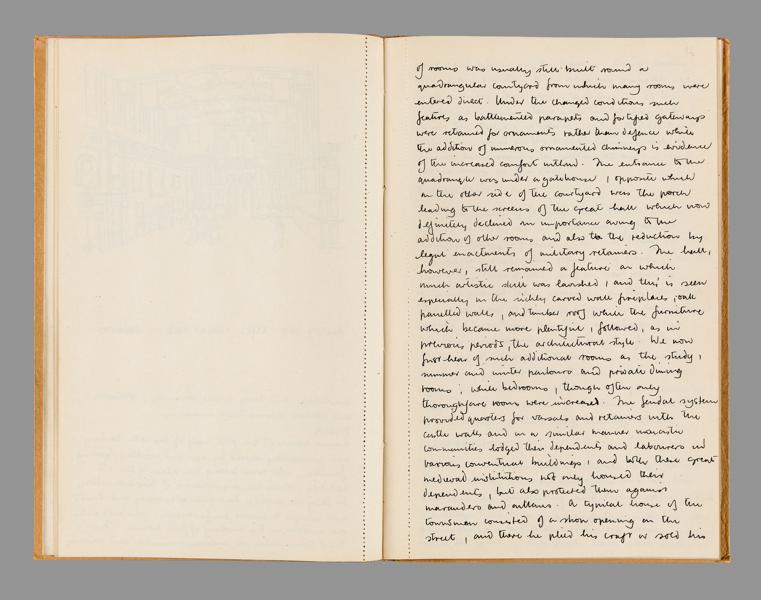 of rooms was usually still built round a
quadrangular courtyard from which many rooms were
entered direct. Under the changed conditions such
features as battlemented parapets and fortified gateways
were retained for ornaments rather than defence while
the addition of numerous ornamented chimneys is evidence
of the increased comfort within. The entrance to the
quadrangle was under a gatehouse, opposite which
on the other side of the courtyard was the porch
leading to the screens of the great hall which now
definitely declined in importance owing to the
addition of other rooms and also to the reduction by
legal enactments of military retainers. The hall,
however, still remained a feature on which
much artistic skill was lavished, and this is seen
especially in the richly carved wall fireplaces, oak
panelled walls, and timber roof while the furniture
which became more plentiful, followed, as in
previous periods, the architectural style. We now
first hear of such additional rooms as the study,
summer and winter parlours and private dining
rooms; while bedrooms, though often only
thoroughfare rooms were increased. The feudal system
provided quarters for vassals and retainers within the
castle walls and in a similar manner monastic
communities lodged their dependents and labourers in
various conventual buildings, and both these great
medieval institutions not only housed their
dependents, but also protected them against
marauders and outlaws. A typical house of the
townsman consisted of a shop opening on the
street, and there he plied his craft or sold his